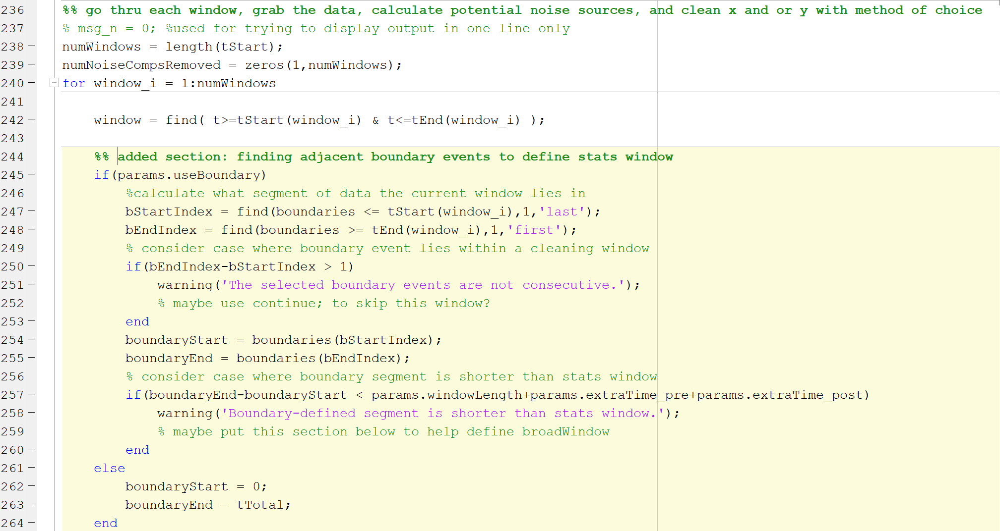 236 %% go thru each window, grab the data, calculate potential noise sources, and clean x and or y with method of choice
237 % msg_n = 0; %used for trying to display output in one line only
238 numWindows = length(tStart);
239 numNoiseCompsRemoved = zeros(1,numWindows);
240 for window_i = 1:numWindows
241
242 window = find( t>=tStart(window_i) & t<=tEnd(window_i) );
243
244 %% added section: finding adjacent boundary events to define stats window
245 if(params.useBoundary)
246 %calculate what segment of data the current window lies in
247 bStartIndex = find(boundaries <= tStart(window_i),1,'last');
248 bEndIndex = find(boundaries >= tEnd(window_i),1,'first');
249 % consider case where boundary event lies within a cleaning window
250 if(bEndIndex-bStartIndex > 1)
251 warning('The selected boundary events are not consecutive.');
252 % maybe use continue; to skip this window?
253 end
254 boundaryStart = boundaries(bStartIndex);
255 boundaryEnd = boundaries(bEndIndex);
256 % consider case where boundary segment is shorter than stats window
257 if(boundaryEnd-boundaryStart < params.windowLength+params.extraTime_pre+params.extraTime_post)
258 warning('Boundary-defined segment is shorter than stats window.');
259 % maybe put this section below to help define broadWindow
260 end
261 else
262 boundaryStart = 0;
263 boundaryEnd = tTotal;
264 end